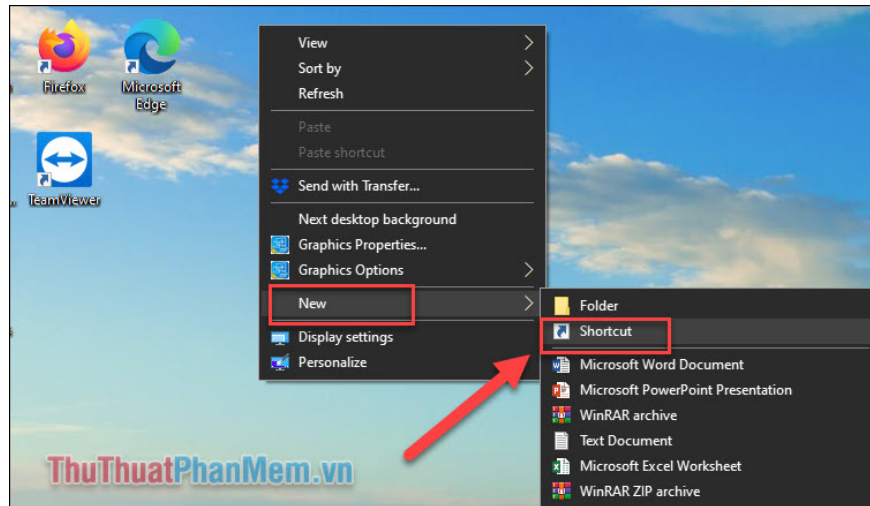 Firefox
Microsoft
Edge
TeamViewer
View
Sort by
Refresh
Paste
Paste shortcut
Send with Transfer...
Next desktop background
Graphics Properties...
Graphics Options
New
Display settings
Personalize
Folder
Shortcut
Microsoft Word Document
Microsoft PowerPoint Presentation
WinRAR archive
Text Document
Microsoft Excel Worksheet
WinRAR ZIP archive
ThuThuatPhanMem.vn